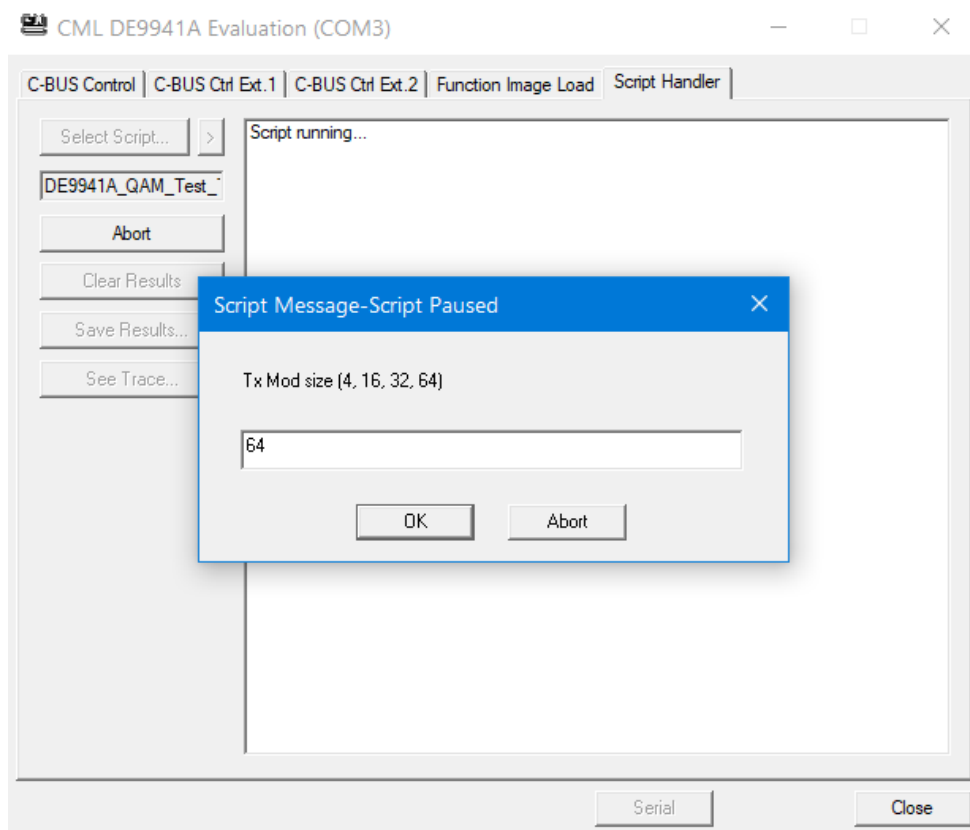 CML DE9941A Evaluation (COM3)
C-BUS Control C-BUS Ctrl Ext.1 C-BUS Ctrl Ext.2 Function Image Load Script Handler
Select Script... >
Script running...
DE9941A_QAM_Test_
Abort
Clear Results
Save Results...
See Trace...
Script Message-Script Paused
Tx Mod size (4, 16, 32, 64)
64
OK Abort
Serial Close